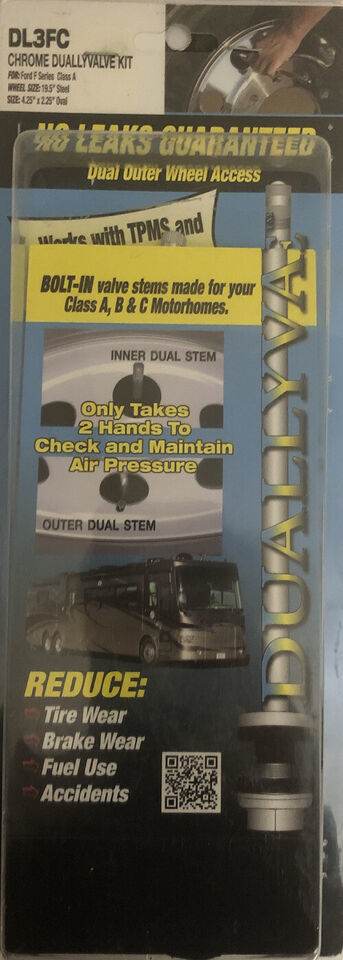 DL3FC
CHROME DUALLYVALVE KIT
FOR: Ford F Series Class A
WHEEL SIZE: 19.5" Steel
SIZE: 4.25" x 2.25" Oval
NO LEAKS GUARANTEED
Dual Outer Wheel Access
Works with TPMS and
BOLT-IN valve stems made for your
Class A, B & C Motorhomes.
INNER DUAL STEM
Only Takes
2 Hands To
Check and Maintain
Air Pressure
OUTER DUAL STEM
DUALLYVA
REDUCE:
Tire Wear
Brake Wear
Fuel Use
Accidents